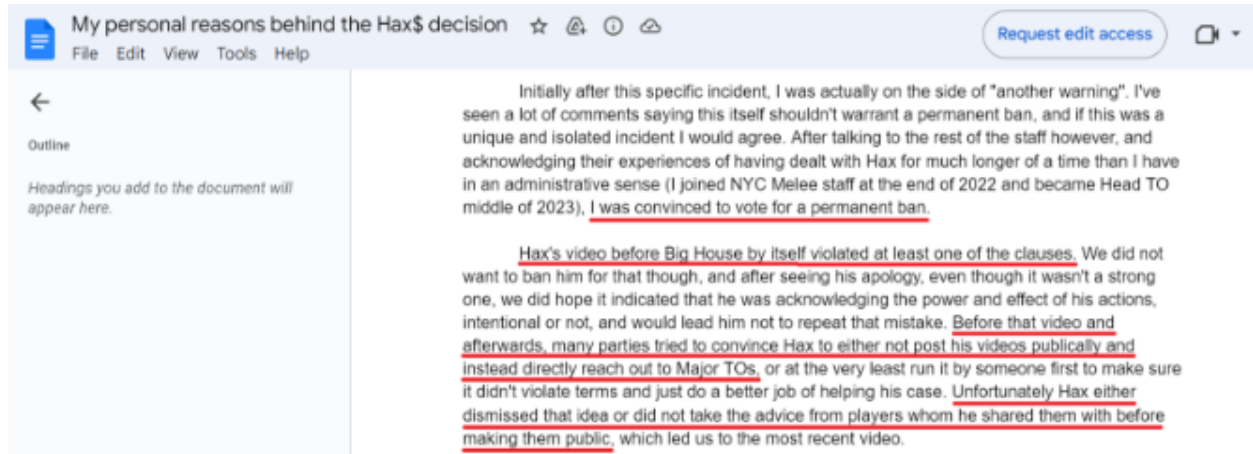 My personal reasons behind the Hax$ decision
File Edit View Tools Help
Request edit access
Outline
Headings you add to the document will
appear here.
Initially after this specific incident, I was actually on the side of "another warning". I've
seen a lot of comments saying this itself shouldn't warrant a permanent ban, and if this was a
unique and isolated incident I would agree. After talking to the rest of the staff however, and
acknowledging their experiences of having dealt with Hax for much longer of a time than I have
in an administrative sense (I joined NYC Melee staff at the end of 2022 and became Head TO
middle of 2023), I was convinced to vote for a permanent ban.
Hax's video before Big House by itself violated at least one of the clauses. We did not
want to ban him for that though, and after seeing his apology, even though it wasn't a strong
one, we did hope it indicated that he was acknowledging the power and effect of his actions,
intentional or not, and would lead him not to repeat that mistake. Before that video and
afterwards, many parties tried to convince Hax to either not post his videos publically and
instead directly reach out to Major TOs, or at the very least run it by someone first to make sure
it didn't violate terms and just do a better job of helping his case. Unfortunately Hax either
dismissed that idea or did not take the advice from players whom he shared them with before
making them public, which led us to the most recent video.